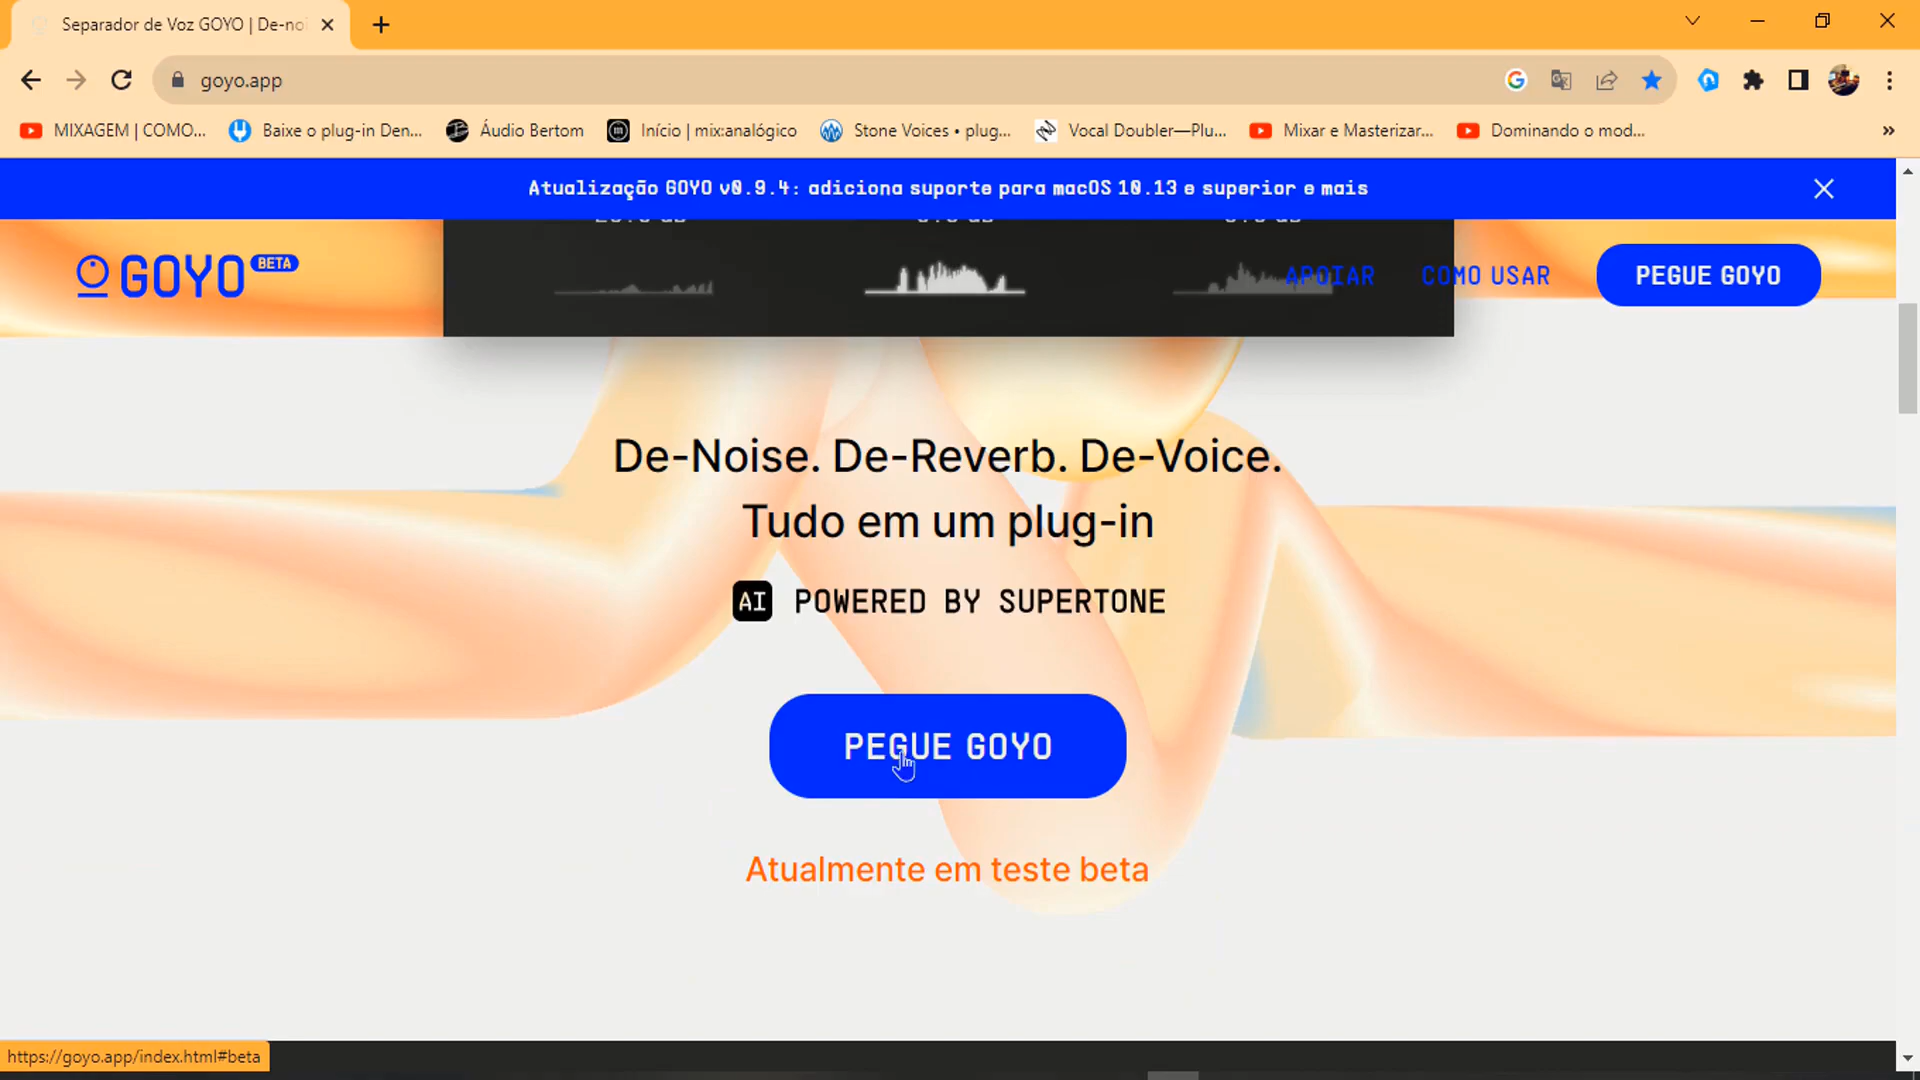 Separador de Voz GOYO | De-noi
goyo.app
MIXAGEM | COMO...
Baixe o plug-in Den...
Áudio Bertom
Início | mix:analógico
Stone Voices • plug...
Vocal Doubler—Plu...
Mixar e Masterizar...
Dominando o mod...
Atualização GOYO v0.9.4: adiciona suporte para macOS 10.13 e superior e mais
GOYO BETA
APOIAR
COMO USAR
PEGUE GOYO
De-Noise. De-Reverb. De-Voice.
Tudo em um plug-in
AI POWERED BY SUPERTONE
PEGUE GOYO
Atualmente em teste beta
https://goyo.app/index.html#beta